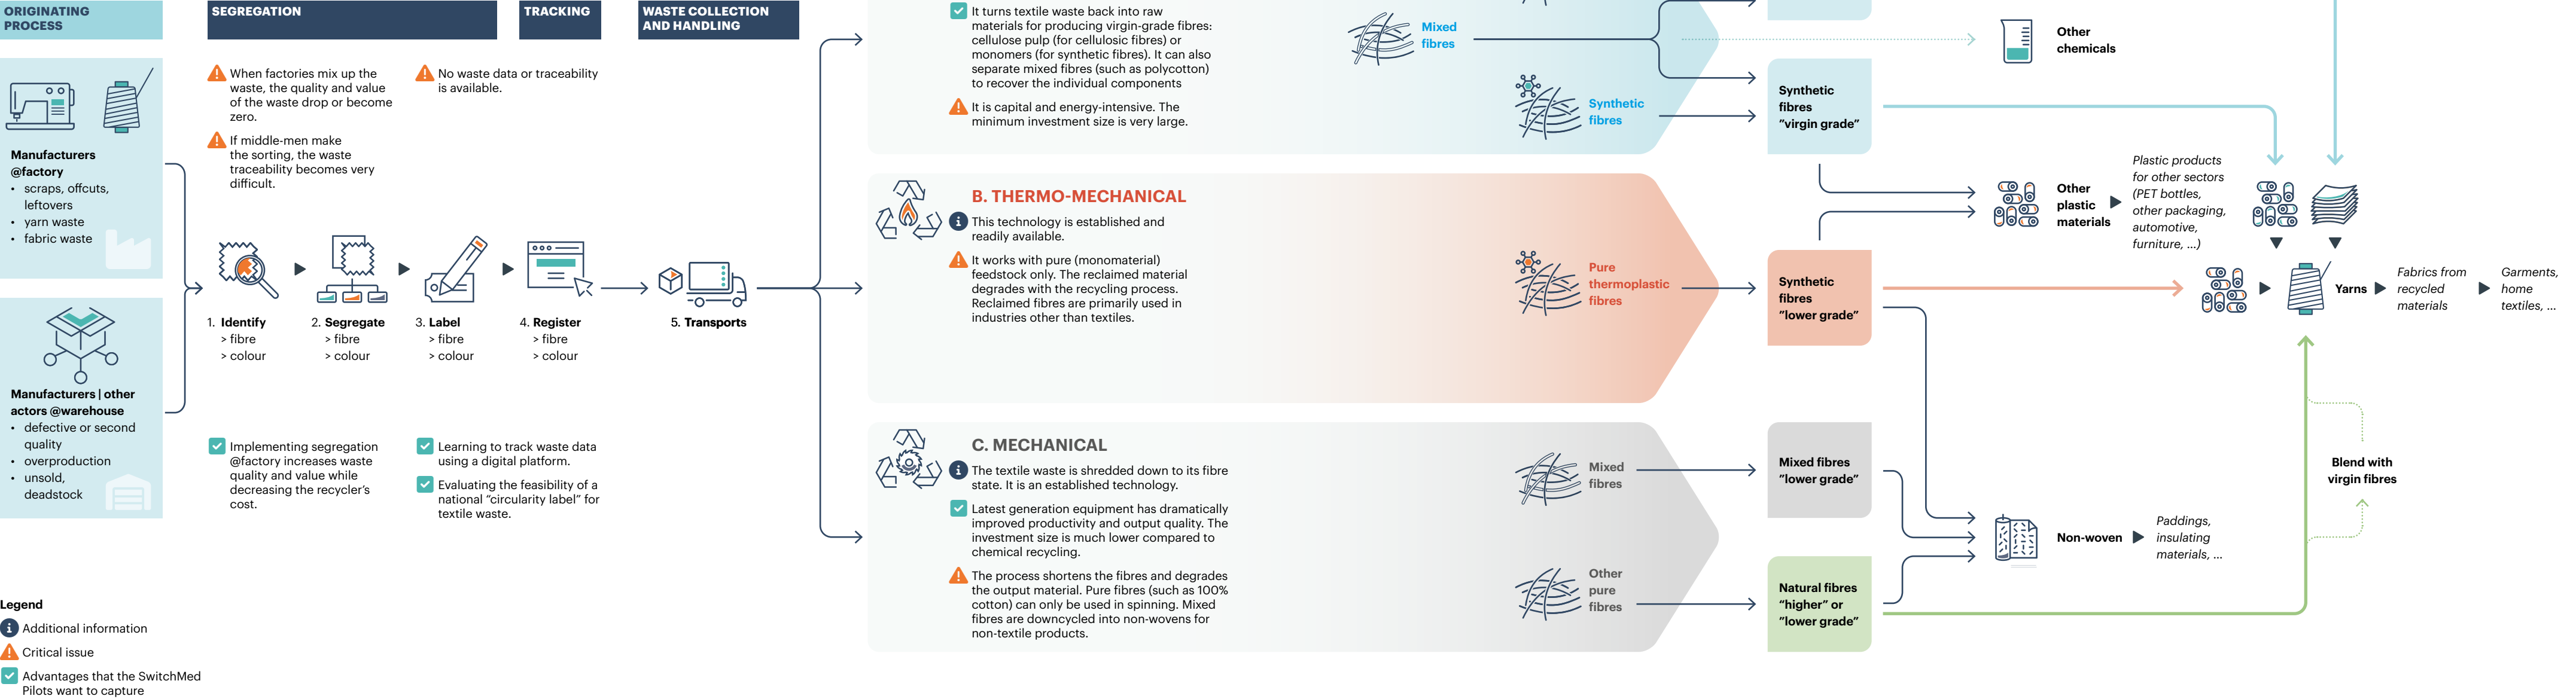 ORIGINATING
PROCESS
SEGREGATION
TRACKING
WASTE COLLECTION
AND HANDLING
Manufacturers
@factory
• scraps, offcuts,
leftovers
• yarn waste
• fabric waste
Manufacturers | other
actors @warehouse
• defective or second
quality
• overproduction
• unsold,
deadstock
When factories mix up the
waste, the quality and value
of the waste drop or become
zero.
If middle-men make
the sorting, the waste
traceability becomes very
difficult.
No waste data or traceability
is available.
1. Identify
> fibre
> colour
2. Segregate
> fibre
> colour
3. Label
> fibre
> colour
4. Register
> fibre
> colour
5. Transports
Implementing segregation
@factory increases waste
quality and value while
decreasing the recycler's
cost.
Learning to track waste data
using a digital platform.
Evaluating the feasibility of a
national "circularity label" for
textile waste.
It turns textile waste back into raw
materials for producing virgin-grade fibres:
cellulose pulp (for cellulosic fibres) or
monomers (for synthetic fibres). It can also
separate mixed fibres (such as polycotton)
to recover the individual components
It is capital and energy-intensive. The
minimum investment size is very large.
Mixed
fibres
Synthetic
fibres
Synthetic
fibres
"virgin grade"
Other
chemicals
B. THERMO-MECHANICAL
This technology is established and
readily available.
It works with pure (monomaterial)
feedstock only. The reclaimed material
degrades with the recycling process.
Reclaimed fibres are primarily used in
industries other than textiles.
Pure
thermoplastic
fibres
Synthetic
fibres
"lower grade"
Other
plastic
materials
Plastic products
for other sectors
(PET bottles,
other packaging,
automotive,
furniture, ...)
Yarns
Fabrics from
recycled
materials
Garments,
home
textiles, ...
C. MECHANICAL
The textile waste is shredded down to its fibre
state. It is an established technology.
Latest generation equipment has dramatically
improved productivity and output quality. The
investment size is much lower compared to
chemical recycling.
The process shortens the fibres and degrades
the output material. Pure fibres (such as 100%
cotton) can only be used in spinning. Mixed
fibres are downcycled into non-wovens for
non-textile products.
Mixed
fibres
Other
pure
fibres
Mixed fibres
"lower grade"
Natural fibres
"higher" or
"lower grade"
Non-woven
Paddings,
insulating
materials, ...
Blend with
virgin fibres
Legend
Additional information
Critical issue
Advantages that the SwitchMed
Pilots want to capture